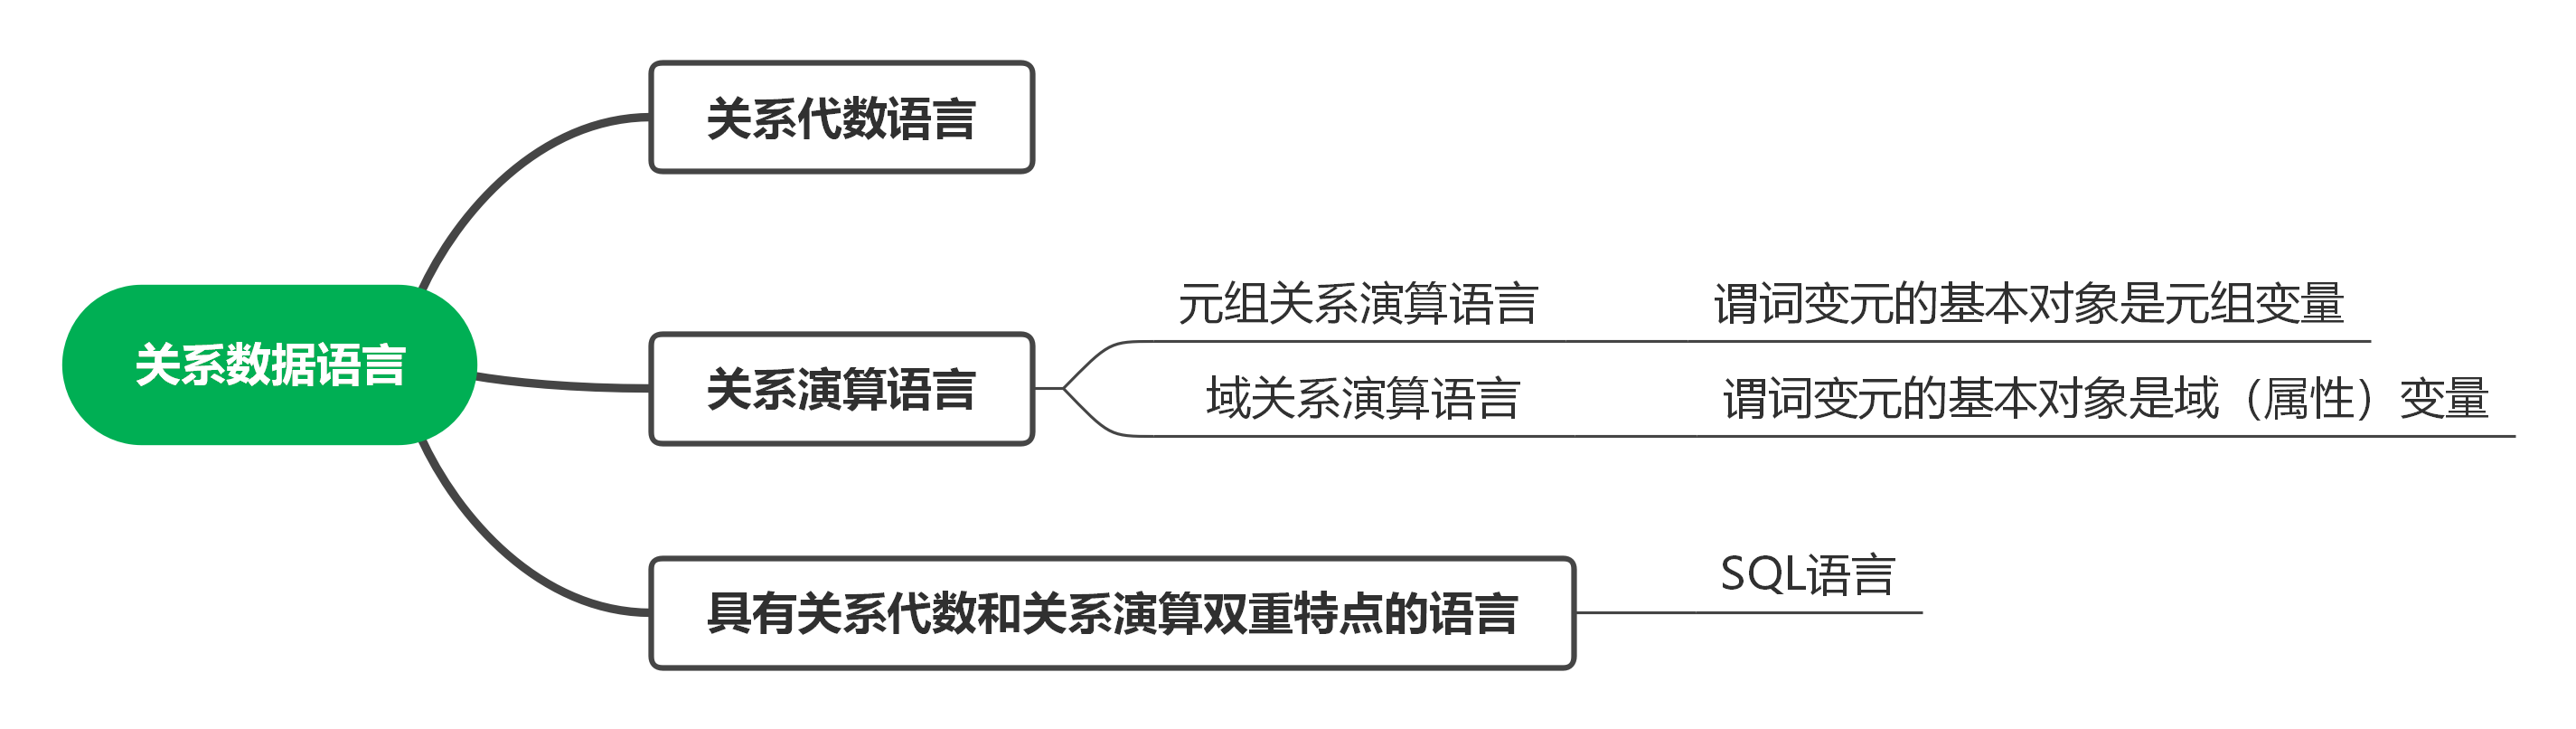 关系数据语言
关系代数语言
关系演算语言
元组关系演算语言
谓词变元的基本对象是元组变量
域关系演算语言
谓词变元的基本对象是域（属性）变量
具有关系代数和关系演算双重特点的语言
SQL语言